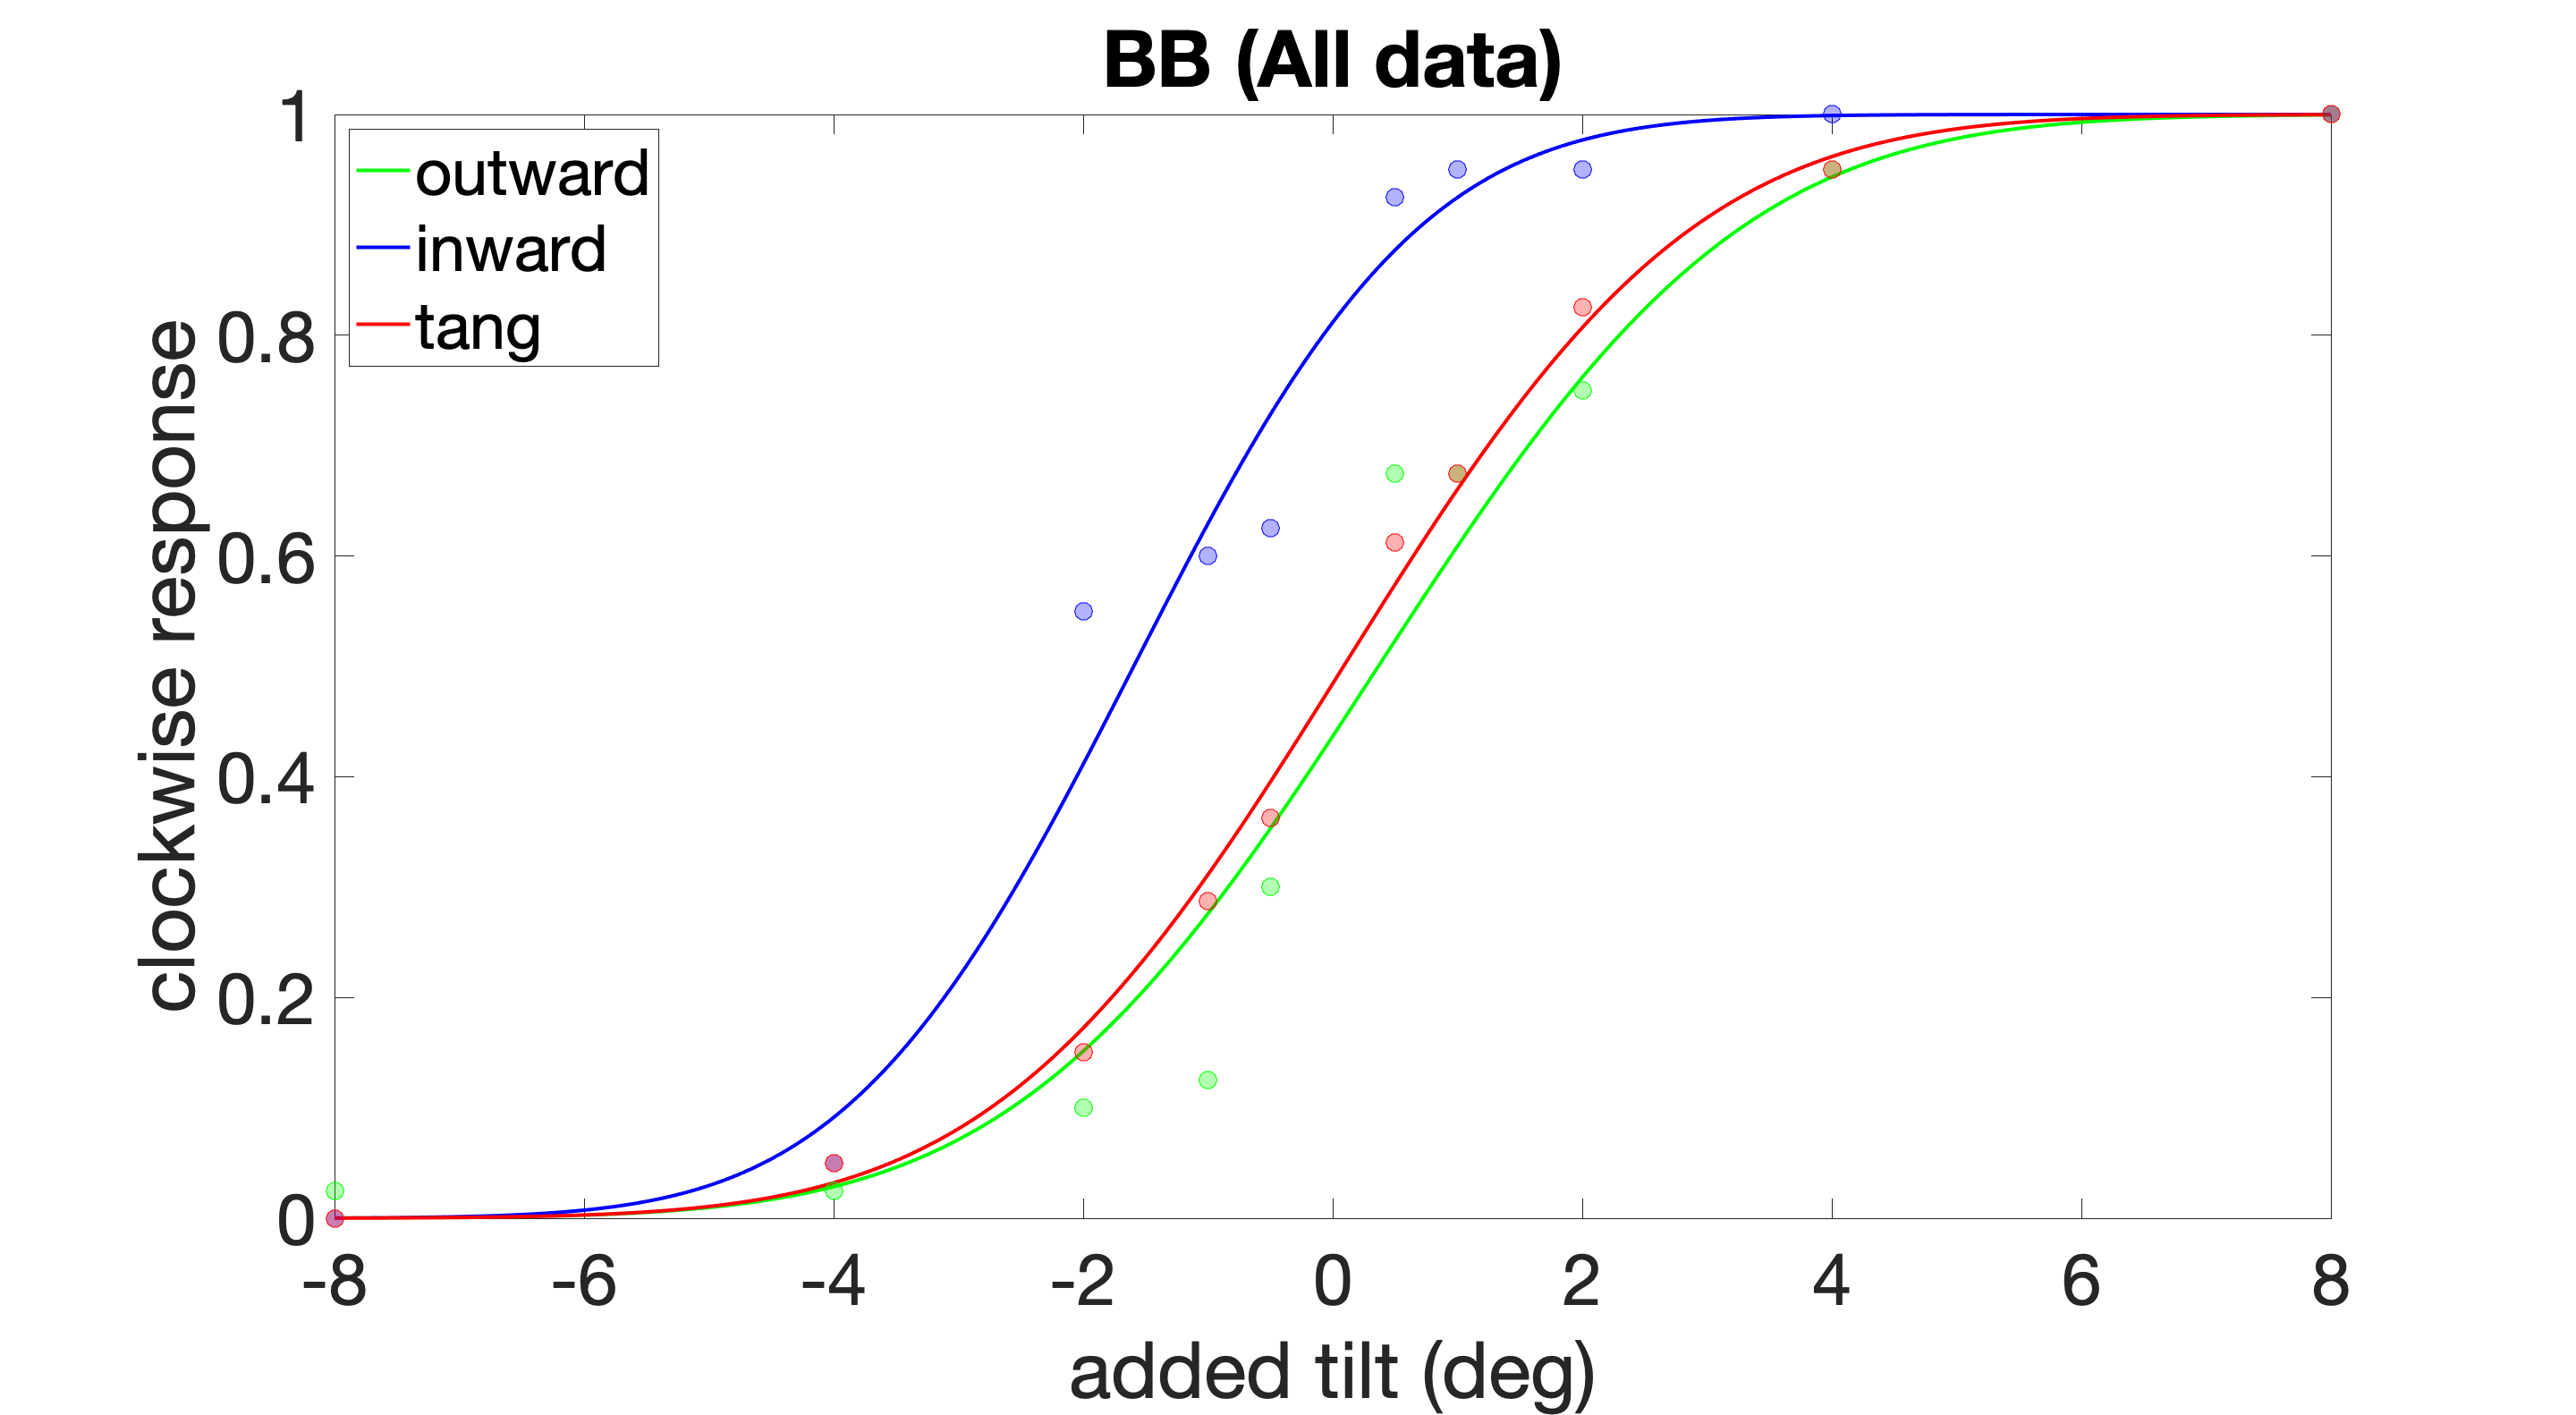 BB (All data)
outward
inward
tang
clockwise response
1
0.8
0.6
0.4
0.2
0
-8 -6 -4 -2 0 2 4 6 8
added tilt (deg)